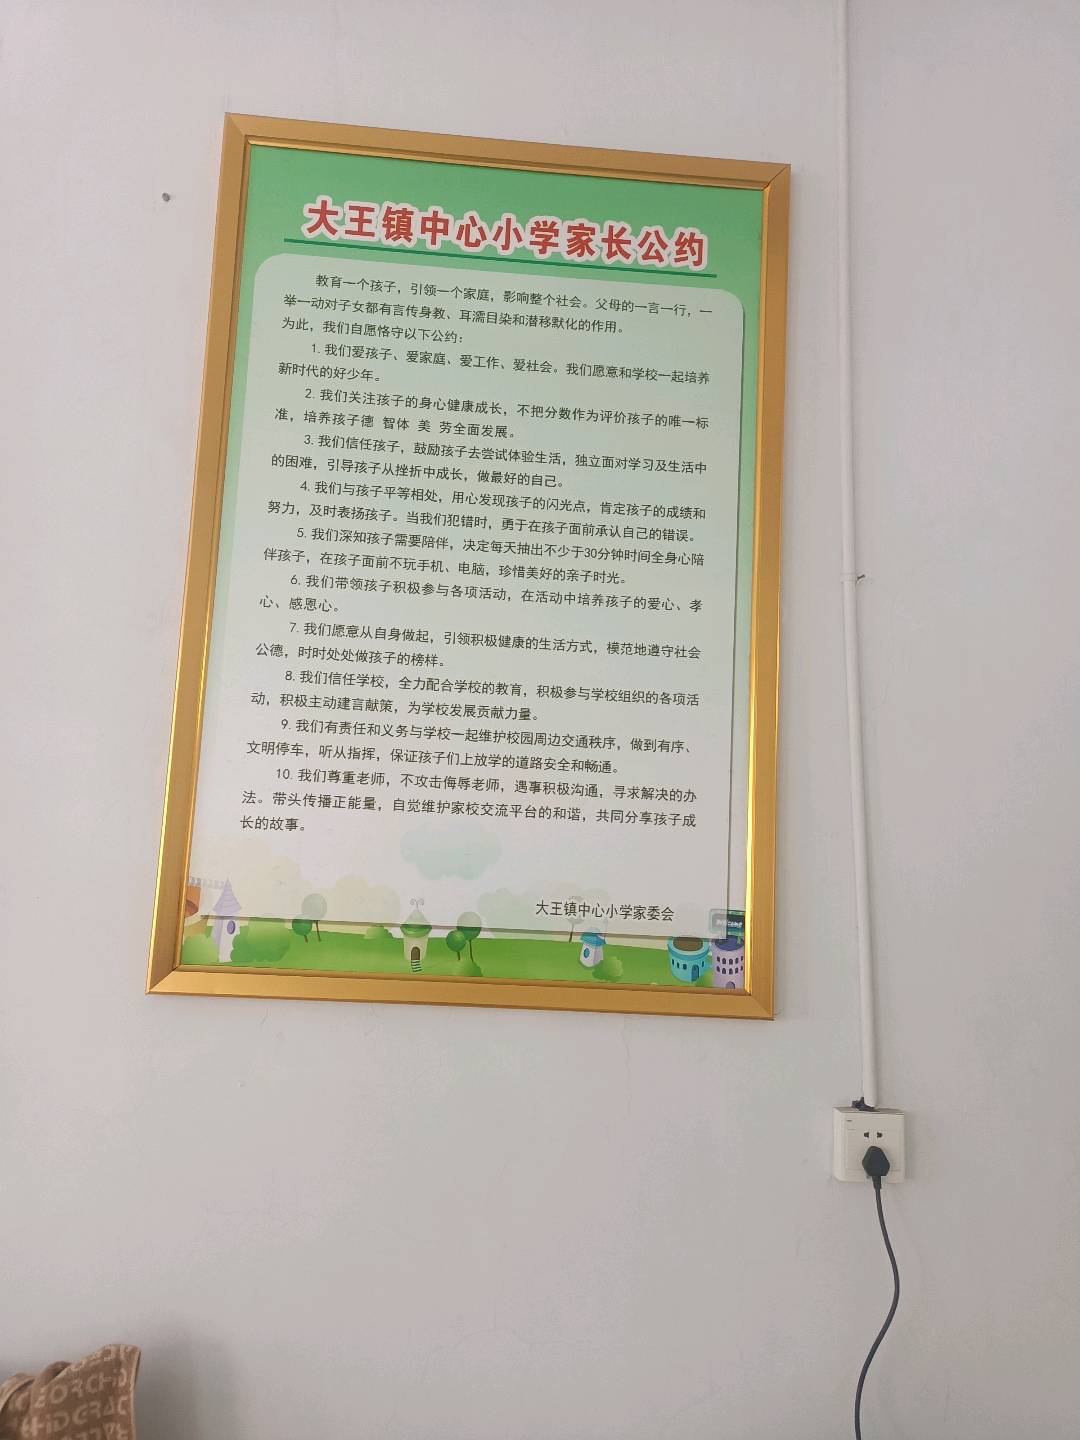 大王镇中心小学家长公约
教育一个孩子，引领一个家庭，影响整个社会。父母的一言一行，一
举一动对子女都有言传身教、耳濡目染和潜移默化的作用。
为此，我们自愿恪守以下公约：
1.我们爱孩子、爱家庭、爱工作、爱社会。我们愿意和学校一起培养
新时代的好少年。
2.我们关注孩子的身心健康成长，不把分数作为评价孩子的唯一标
准，培养孩子德 智体 美 劳全面发展。
3.我们信任孩子，鼓励孩子去尝试体验生活，独立面对学习及生活中
的困难，引导孩子从挫折中成长，做最好的自己。
4.我们与孩子平等相处，用心发现孩子的闪光点，肯定孩子的成绩和
努力，及时表扬孩子。当我们犯错时，勇于在孩子面前承认自己的错误。
5.我们深知孩子需要陪伴，决定每天抽出不少于30分钟时间全身心陪
伴孩子，在孩子面前不玩手机、电脑，珍惜美好的亲子时光。
6.我们带领孩子积极参与各项活动，在活动中培养孩子的爱心、孝
心、感恩心。
7.我们愿意从自身做起，引领积极健康的生活方式，模范地遵守社会
公德，时时处处做孩子的榜样。
8.我们信任学校，全力配合学校的教育，积极参与学校组织的各项活
动，积极主动建言献策，为学校发展贡献力量。
9.我们有责任和义务与学校一起维护校园周边交通秩序，做到有序、
文明停车，听从指挥，保证孩子们上放学的道路安全和畅通。
10.我们尊重老师，不攻击侮辱老师，遇事积极沟通，寻求解决的办
法。带头传播正能量，自觉维护家校交流平台的和谐，共同分享孩子成
长的故事。
大王镇中心小学家委会